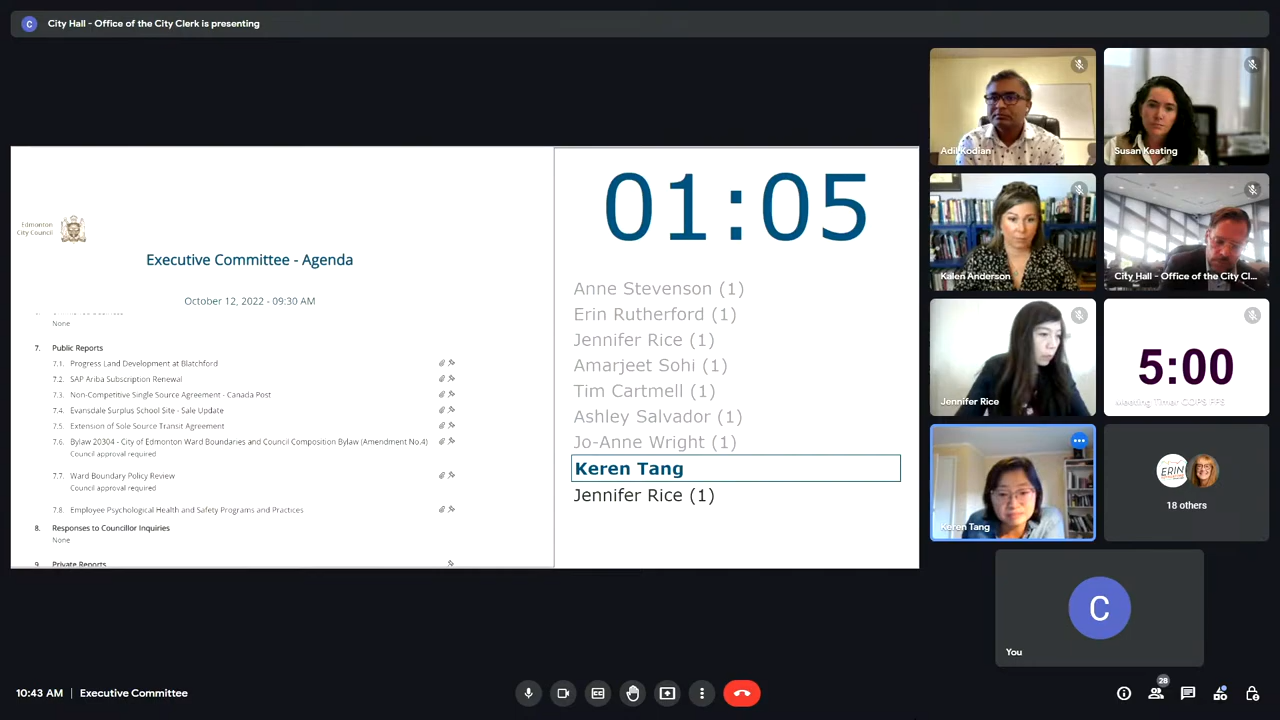 C City Hall - Office of the City Clerk is presenting
Edmonton
City Council
Executive Committee - Agenda
October 12, 2022 - 09:30 AM
None
7. Public Reports
7.1. Progress Land Development at Blatchford
7.2. SAP Ariba Subscription Renewal
7.3. Non-Competitive Single Source Agreement - Canada Post
7.4. Evansdale Surplus School Site - Sale Update
7.5. Extension of Sole Source Transit Agreement
7.6. Bylaw 20304 - City of Edmonton Ward Boundaries and Council Composition Bylaw (Amendment No.4)
Council approval required
7.7. Ward Boundary Policy Review
Council approval required
7.8. Employee Psychological Health and Safety Programs and Practices
8. Responses to Councillor Inquiries
None
9. Private Reports
01:05
Anne Stevenson (1)
Erin Rutherford (1)
Jennifer Rice (1)
Amarjeet Sohi (1)
Tim Cartmell (1)
Ashley Salvador (1)
Jo-Anne Wright (1)
Keren Tang
Jennifer Rice (1)
Adil Kodian
Susan Keating
Kalen Anderson
City Hall - Office of the City Cl...
Jennifer Rice
5:00
Meeting Timer
Keren Tang
ERIN
18 others
C
You
10:43 AM | Executive Committee
28